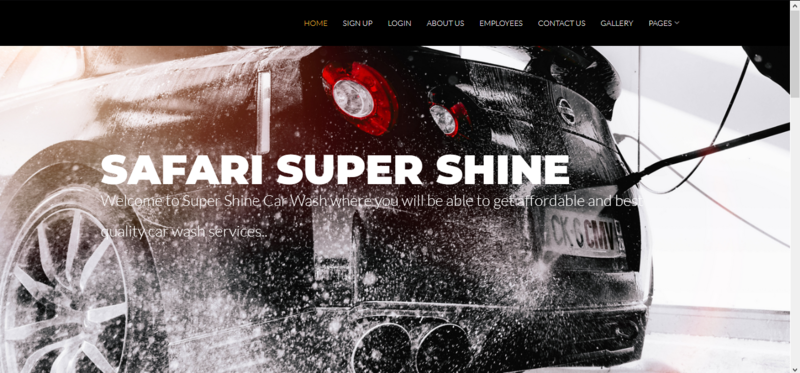 HOME SIGN UP LOGIN ABOUT US EMPLOYEES CONTACT US GALLERY PAGES
SAFARI SUPER SHINE
Welcome to Super Shine Car Wash where you will be able to get affordable and best
quality car wash services..
CK 6 CMV